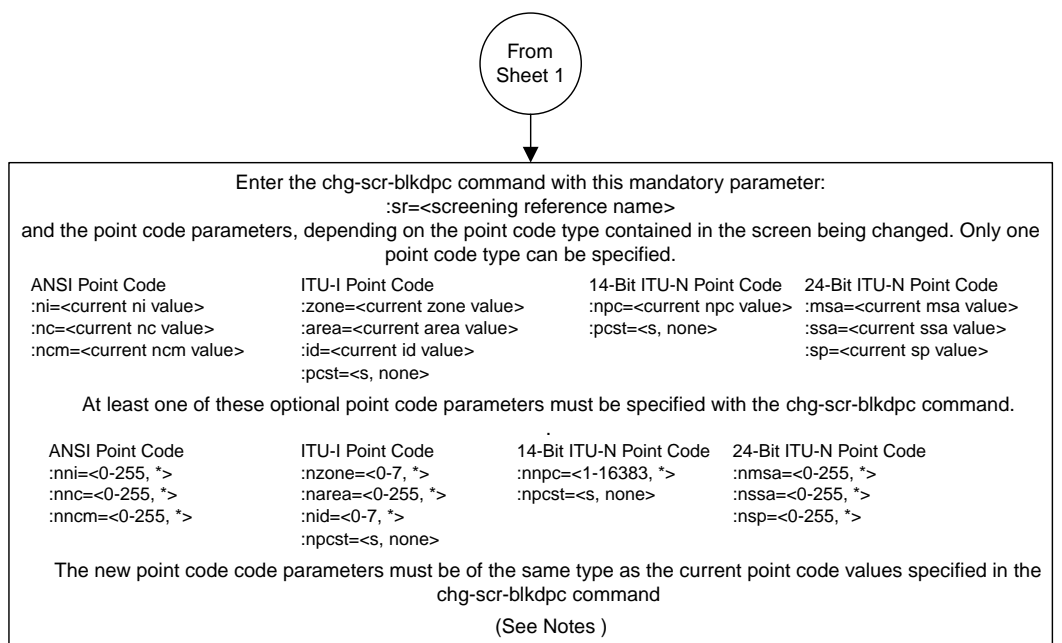 From
Sheet 1
Enter the chg-scr-blkdpc command with this mandatory parameter:
:sr=<screening reference name>
and the point code parameters, depending on the point code type contained in the screen being changed. Only one
point code type can be specified.
ANSI Point Code
:ni=<current ni value>
:nc=<current nc value>
:ncm=<current ncm value>
ITU-I Point Code
:zone=<current zone value>
:area=<current area value>
:id=<current id value>
:pcst=<s, none>
14-Bit ITU-N Point Code
:npc=<current npc value>
:pcst=<s, none>
24-Bit ITU-N Point Code
:msa=<current msa value>
:ssa=<current ssa value>
:sp=<current sp value>
At least one of these optional point code parameters must be specified with the chg-scr-blkdpc command.
.
ANSI Point Code
:nni=<0-255, *>
:nnc=<0-255, *>
:nncm=<0-255, *>
ITU-I Point Code
:nzone=<0-7, *>
:narea=<0-255, *>
:nid=<0-7, *>
:npcst=<s, none>
14-Bit ITU-N Point Code
:nnpc=<1-16383, *>
:npcst=<s, none>
24-Bit ITU-N Point Code
:nmsa=<0-255, *>
:nssa=<0-255, *>
:nsp=<0-255, *>
The new point code code parameters must be of the same type as the current point code values specified in the
chg-scr-blkdpc command
(See Notes )